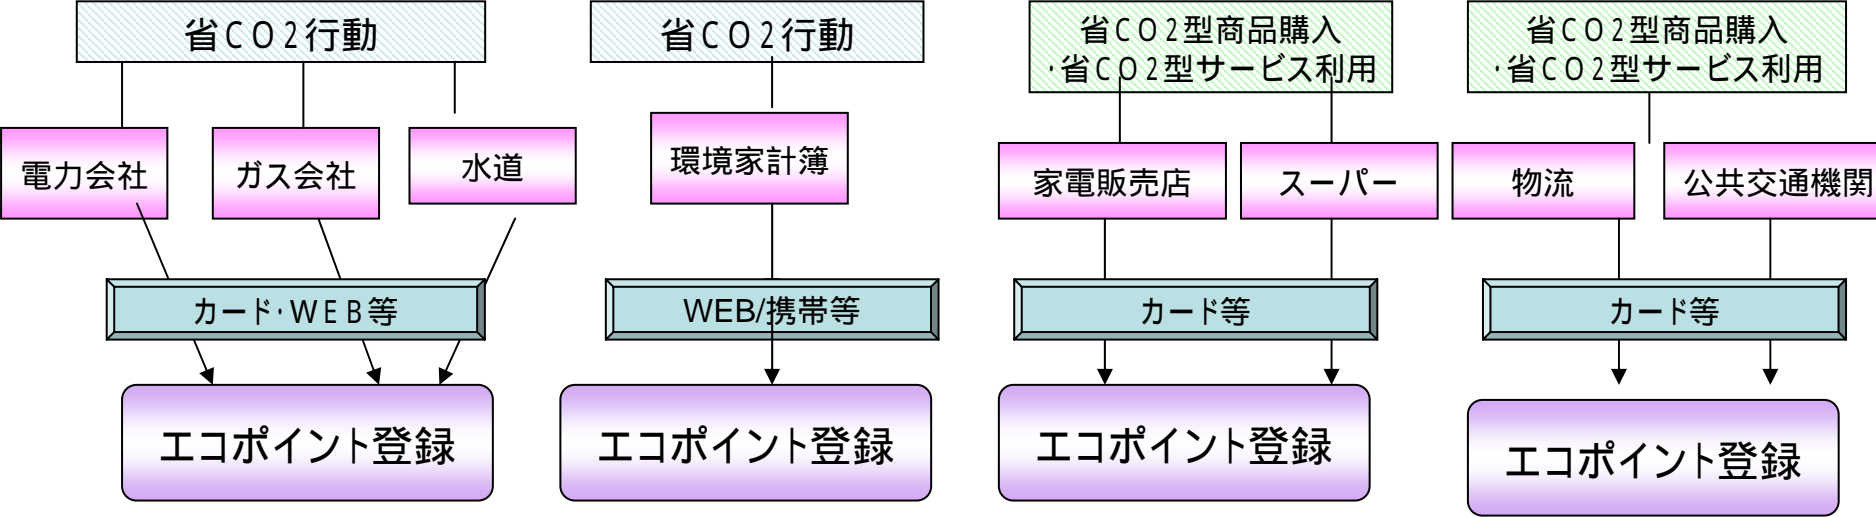 省CO2行動
省CO2行動
省CO2型商品購入
・省CO2型サービス利用
省CO2型商品購入
・省CO2型サービス利用
電力会社
ガス会社
水道
環境家計簿
家電販売店
スーパー
物流
公共交通機関
カード・WEB等
WEB/携帯等
カード等
カード等
エコポイント登録
エコポイント登録
エコポイント登録
エコポイント登録